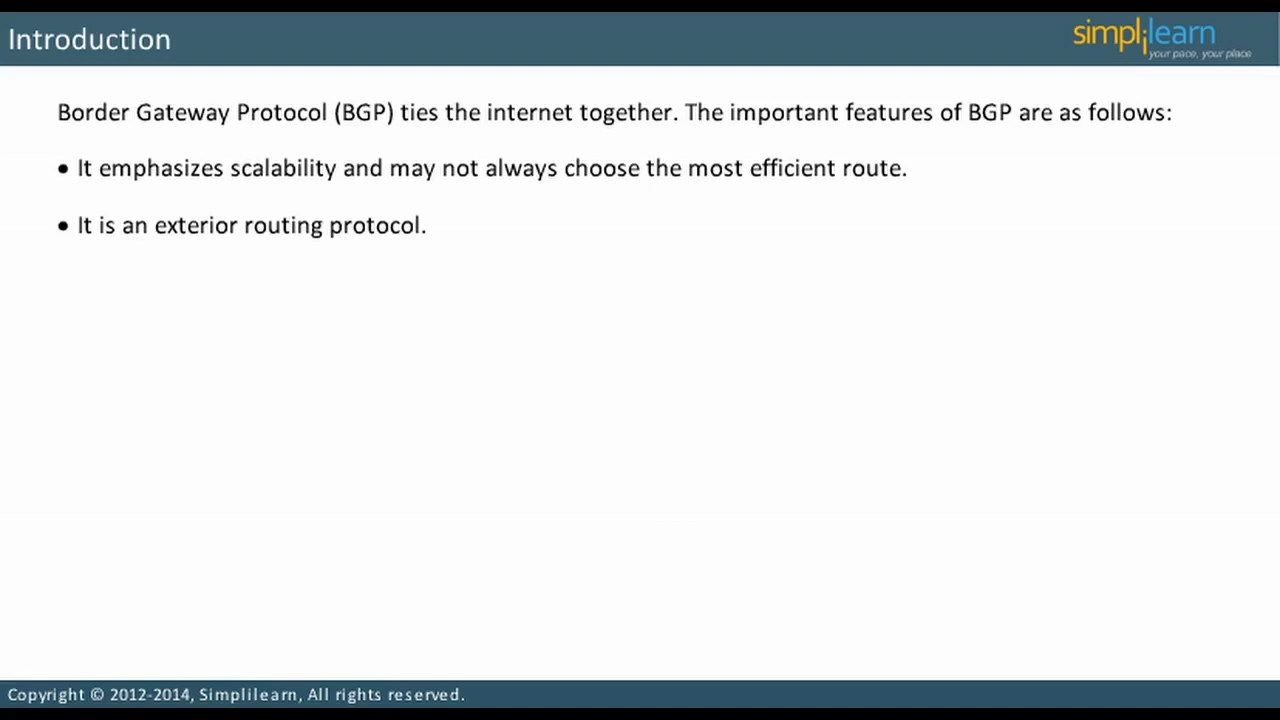 Introduction
simplilearn
your pace, your place
Border Gateway Protocol (BGP) ties the internet together. The important features of BGP are as follows:
• It emphasizes scalability and may not always choose the most efficient route.
• It is an exterior routing protocol.
Copyright © 2012-2014, Simplilearn, All rights reserved.